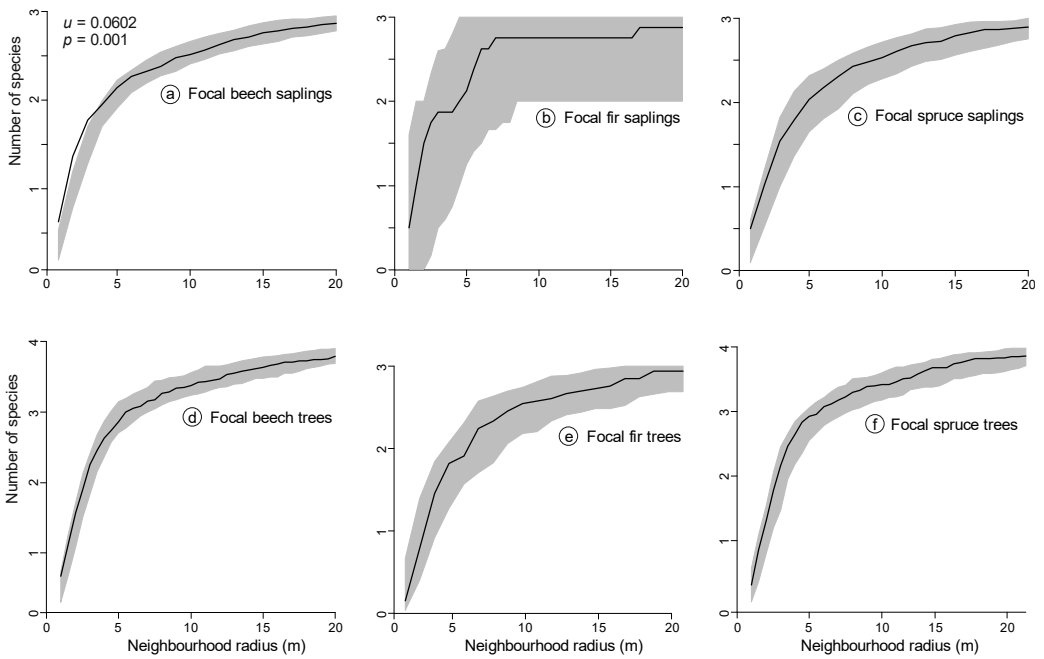 Number of species
3
2
1
0
u = 0.0602
p = 0.001
ⓐ Focal beech saplings
0 5 10 15 20
3
2
1
0
ⓑ Focal fir saplings
0 5 10 15 20
3
2
1
0
ⓒ Focal spruce saplings
0 5 10 15 20
Number of species
4
3
2
1
0
ⓓ Focal beech trees
0 5 10 15 20
Neighbourhood radius (m)
3
2
1
0
ⓔ Focal fir trees
0 5 10 15 20
Neighbourhood radius (m)
4
3
2
1
0
ⓕ Focal spruce trees
0 5 10 15 20
Neighbourhood radius (m)